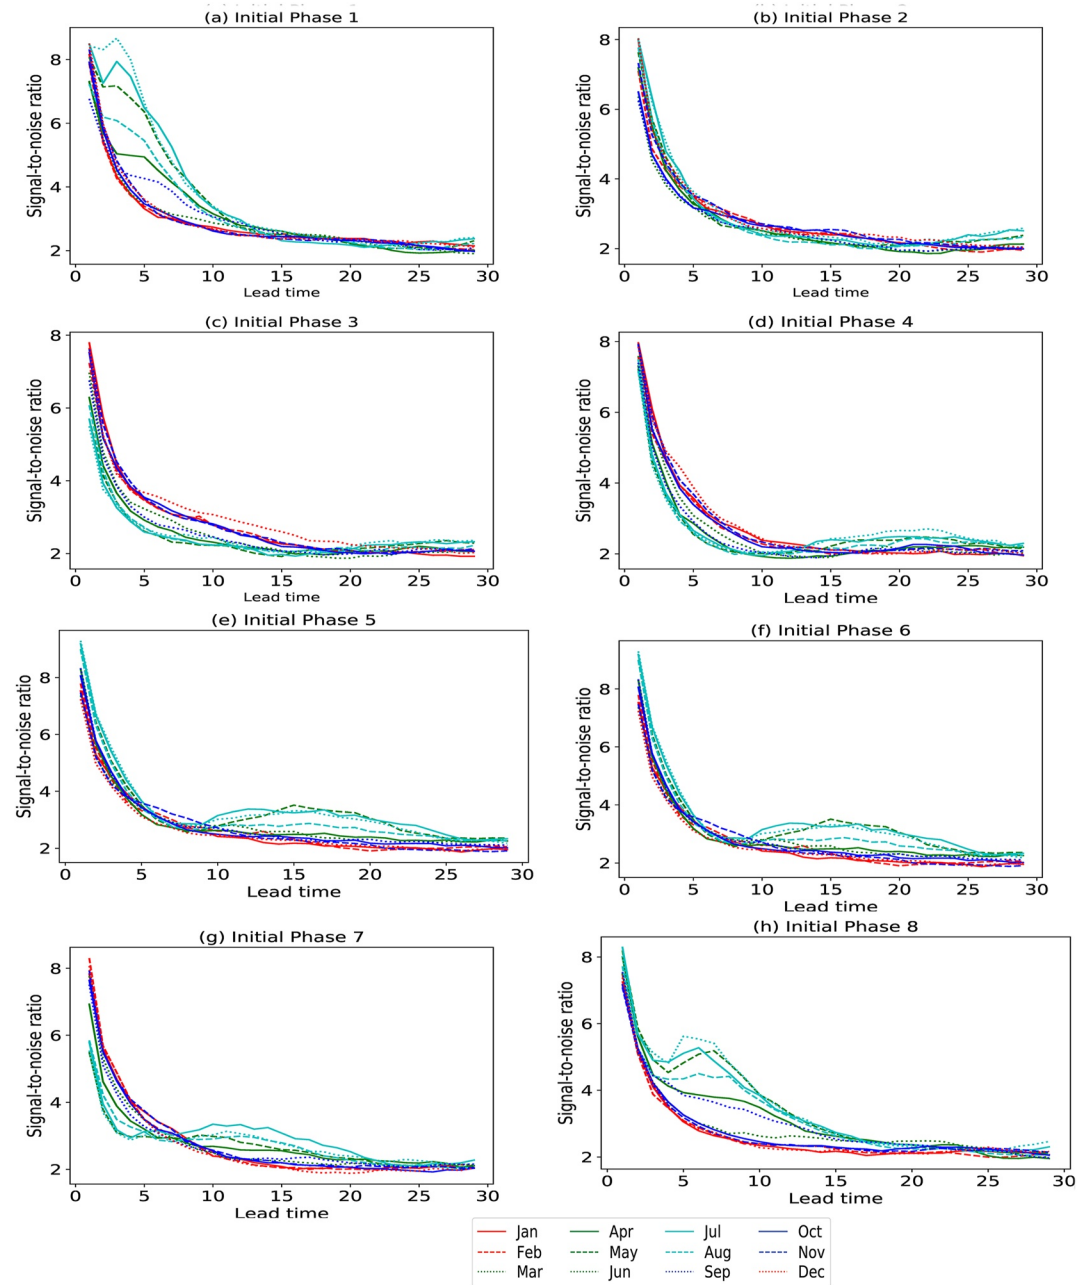 (a) Initial Phase 1
Signal-to-noise ratio
8
6
4
2
0 5 10 15 20 25 30
Lead time
(b) Initial Phase 2
Signal-to-noise ratio
8
6
4
2
0 5 10 15 20 25 30
Lead time
(c) Initial Phase 3
Signal-to-noise ratio
8
6
4
2
0 5 10 15 20 25 30
Lead time
(d) Initial Phase 4
Signal-to-noise ratio
8
6
4
2
0 5 10 15 20 25 30
Lead time
(e) Initial Phase 5
Signal-to-noise ratio
8
6
4
2
0 5 10 15 20 25 30
Lead time
(f) Initial Phase 6
Signal-to-noise ratio
8
6
4
2
0 5 10 15 20 25 30
Lead time
(g) Initial Phase 7
Signal-to-noise ratio
8
6
4
2
0 5 10 15 20 25 30
Lead time
(h) Initial Phase 8
Signal-to-noise ratio
8
6
4
2
0 5 10 15 20 25 30
Lead time
Jan Apr Jul Oct
Feb May Aug Nov
Mar Jun Sep Dec